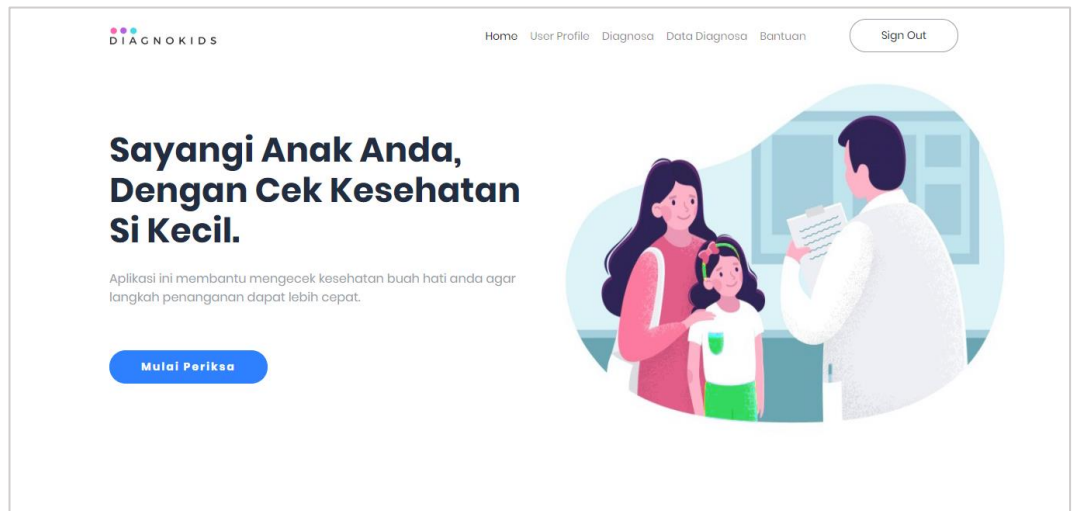 DIAGNOKIDS
Home User Profile Diagnosa Data Diagnosa Bantuan Sign Out
Sayangi Anak Anda,
Dengan Cek Kesehatan
Si Kecil.
Aplikasi ini membantu mengecek kesehatan buah hati anda agar
langkah penanganan dapat lebih cepat.
Mulai Periksa